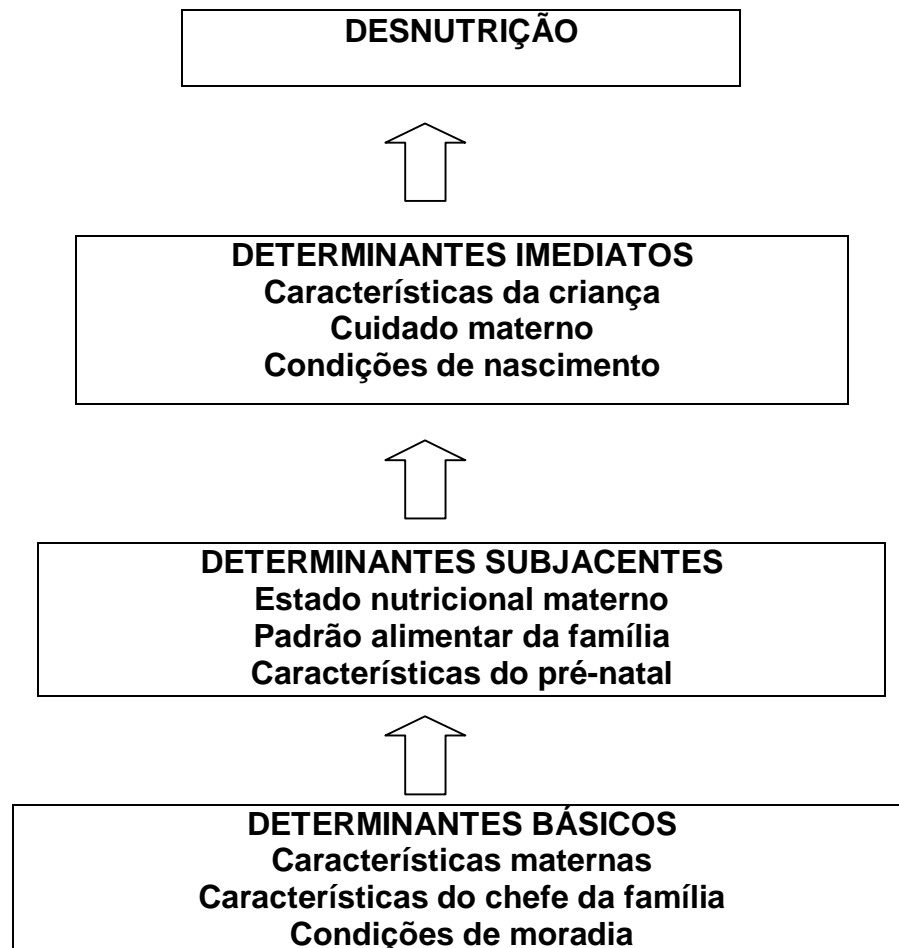 DESNUTRIÇÃO
DETERMINANTES IMEDIATOS
Características da criança
Cuidado materno
Condições de nascimento
DETERMINANTES SUBJACENTES
Estado nutricional materno
Padrão alimentar da família
Características do pré-natal
DETERMINANTES BÁSICOS
Características maternas
Características do chefe da família
Condições de moradia